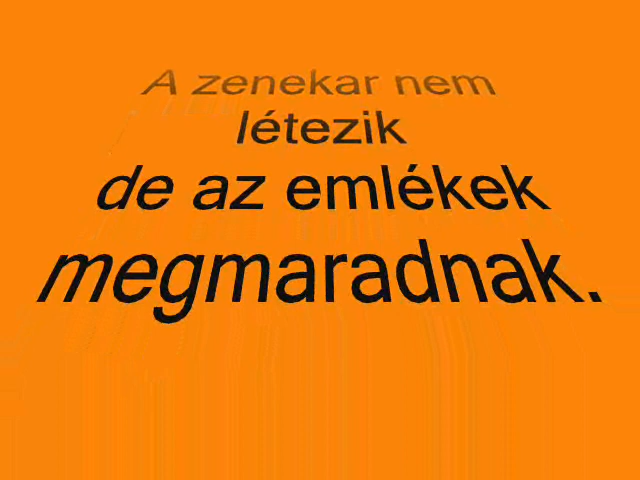 A zenekar nem
létezik
de az emlékek
megmaradnak.